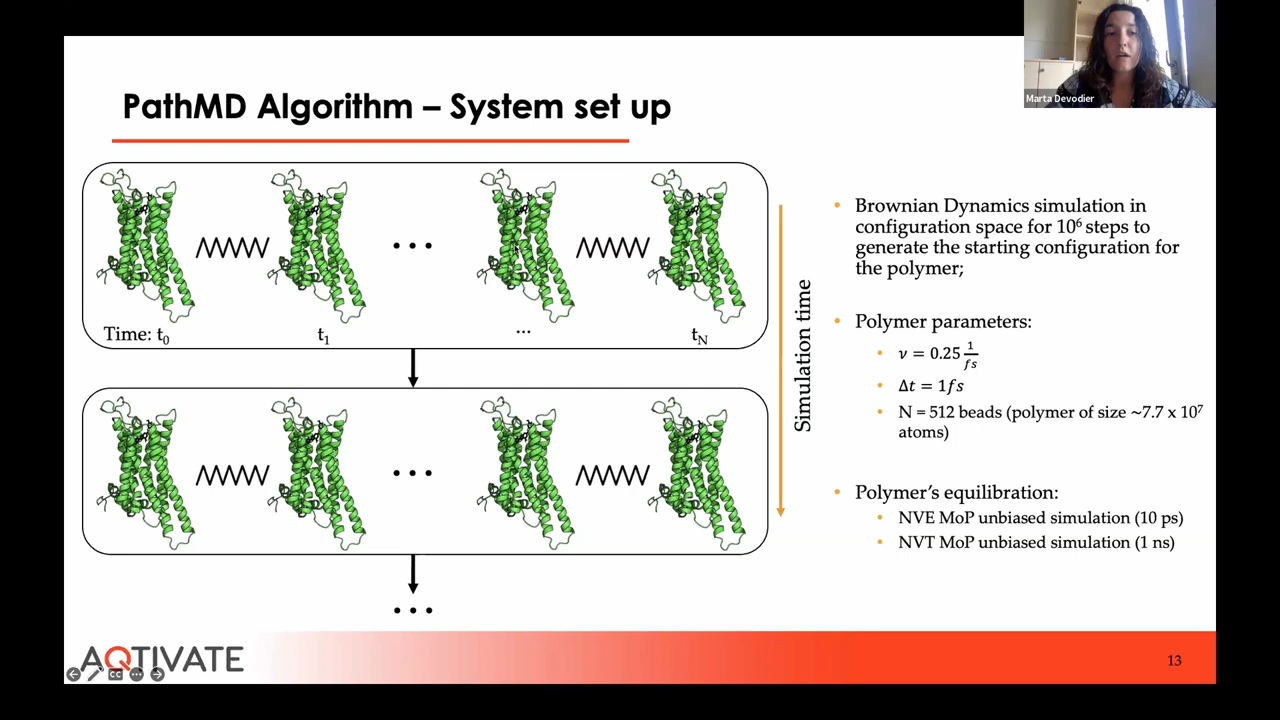 Marta Devodier
PathMD Algorithm – System set up
Time: t₀
t₁
...
t_N
Simulation time
• Brownian Dynamics simulation in
configuration space for 10⁶ steps to
generate the starting configuration for
the polymer;
• Polymer parameters:
• ν = 0.25 1/fs
• Δt = 1fs
• N = 512 beads (polymer of size ~7.7 x 10⁷
atoms)
• Polymer's equilibration:
• NVE MoP unbiased simulation (10 ps)
• NVT MoP unbiased simulation (1 ns)
AQTIVATE
CC
13